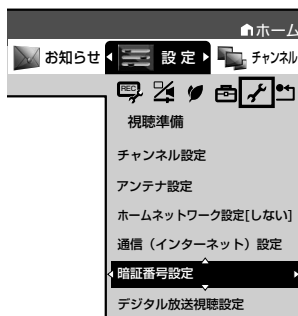 ホーム
お知らせ 設定 チャンネル
REC
視聴準備
チャンネル設定
アンテナ設定
ホームネットワーク設定[しない]
通信（インターネット）設定
暗証番号設定
デジタル放送視聴設定